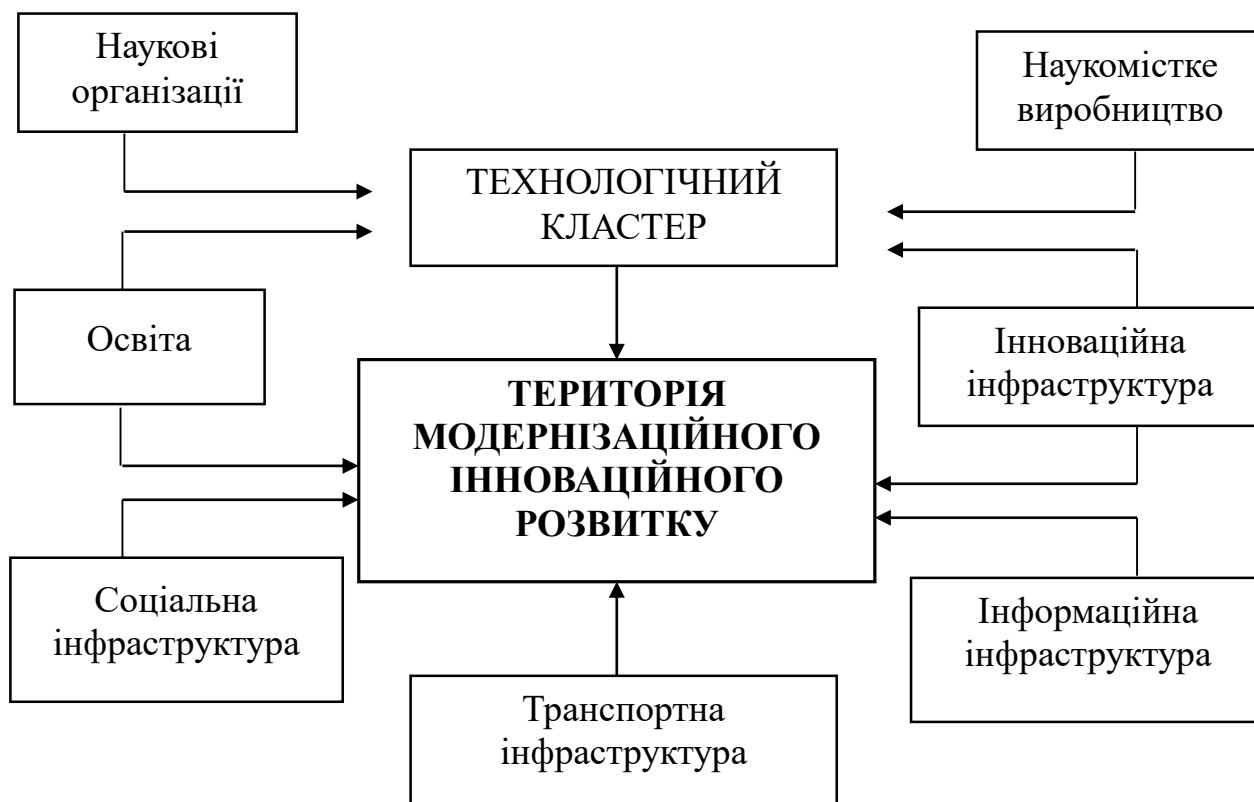 Наукові
організації
Наукомістке
виробництво
ТЕХНОЛОГІЧНИЙ
КЛАСТЕР
Освіта
Інноваційна
інфраструктура
ТЕРИТОРІЯ
МОДЕРНІЗАЦІЙНОГО
ІННОВАЦІЙНОГО
РОЗВИТКУ
Соціальна
інфраструктура
Інформаційна
інфраструктура
Транспортна
інфраструктура